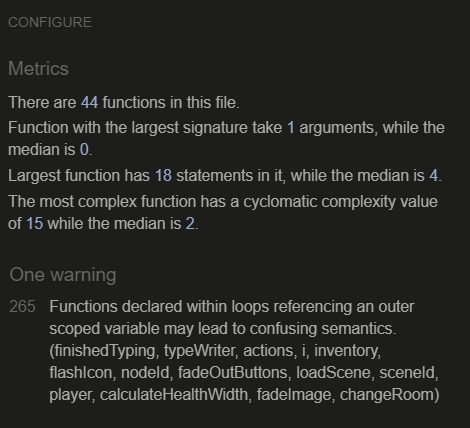 CONFIGURE
Metrics
There are 44 functions in this file.
Function with the largest signature take 1 arguments, while the
median is 0.
Largest function has 18 statements in it, while the median is 4.
The most complex function has a cyclomatic complexity value
of 15 while the median is 2.
One warning
265 Functions declared within loops referencing an outer
scoped variable may lead to confusing semantics.
(finishedTyping, typeWriter, actions, i, inventory,
flashIcon, nodeId, fadeOutButtons, loadScene, sceneId,
player, calculateHealthWidth, fadeImage, changeRoom)